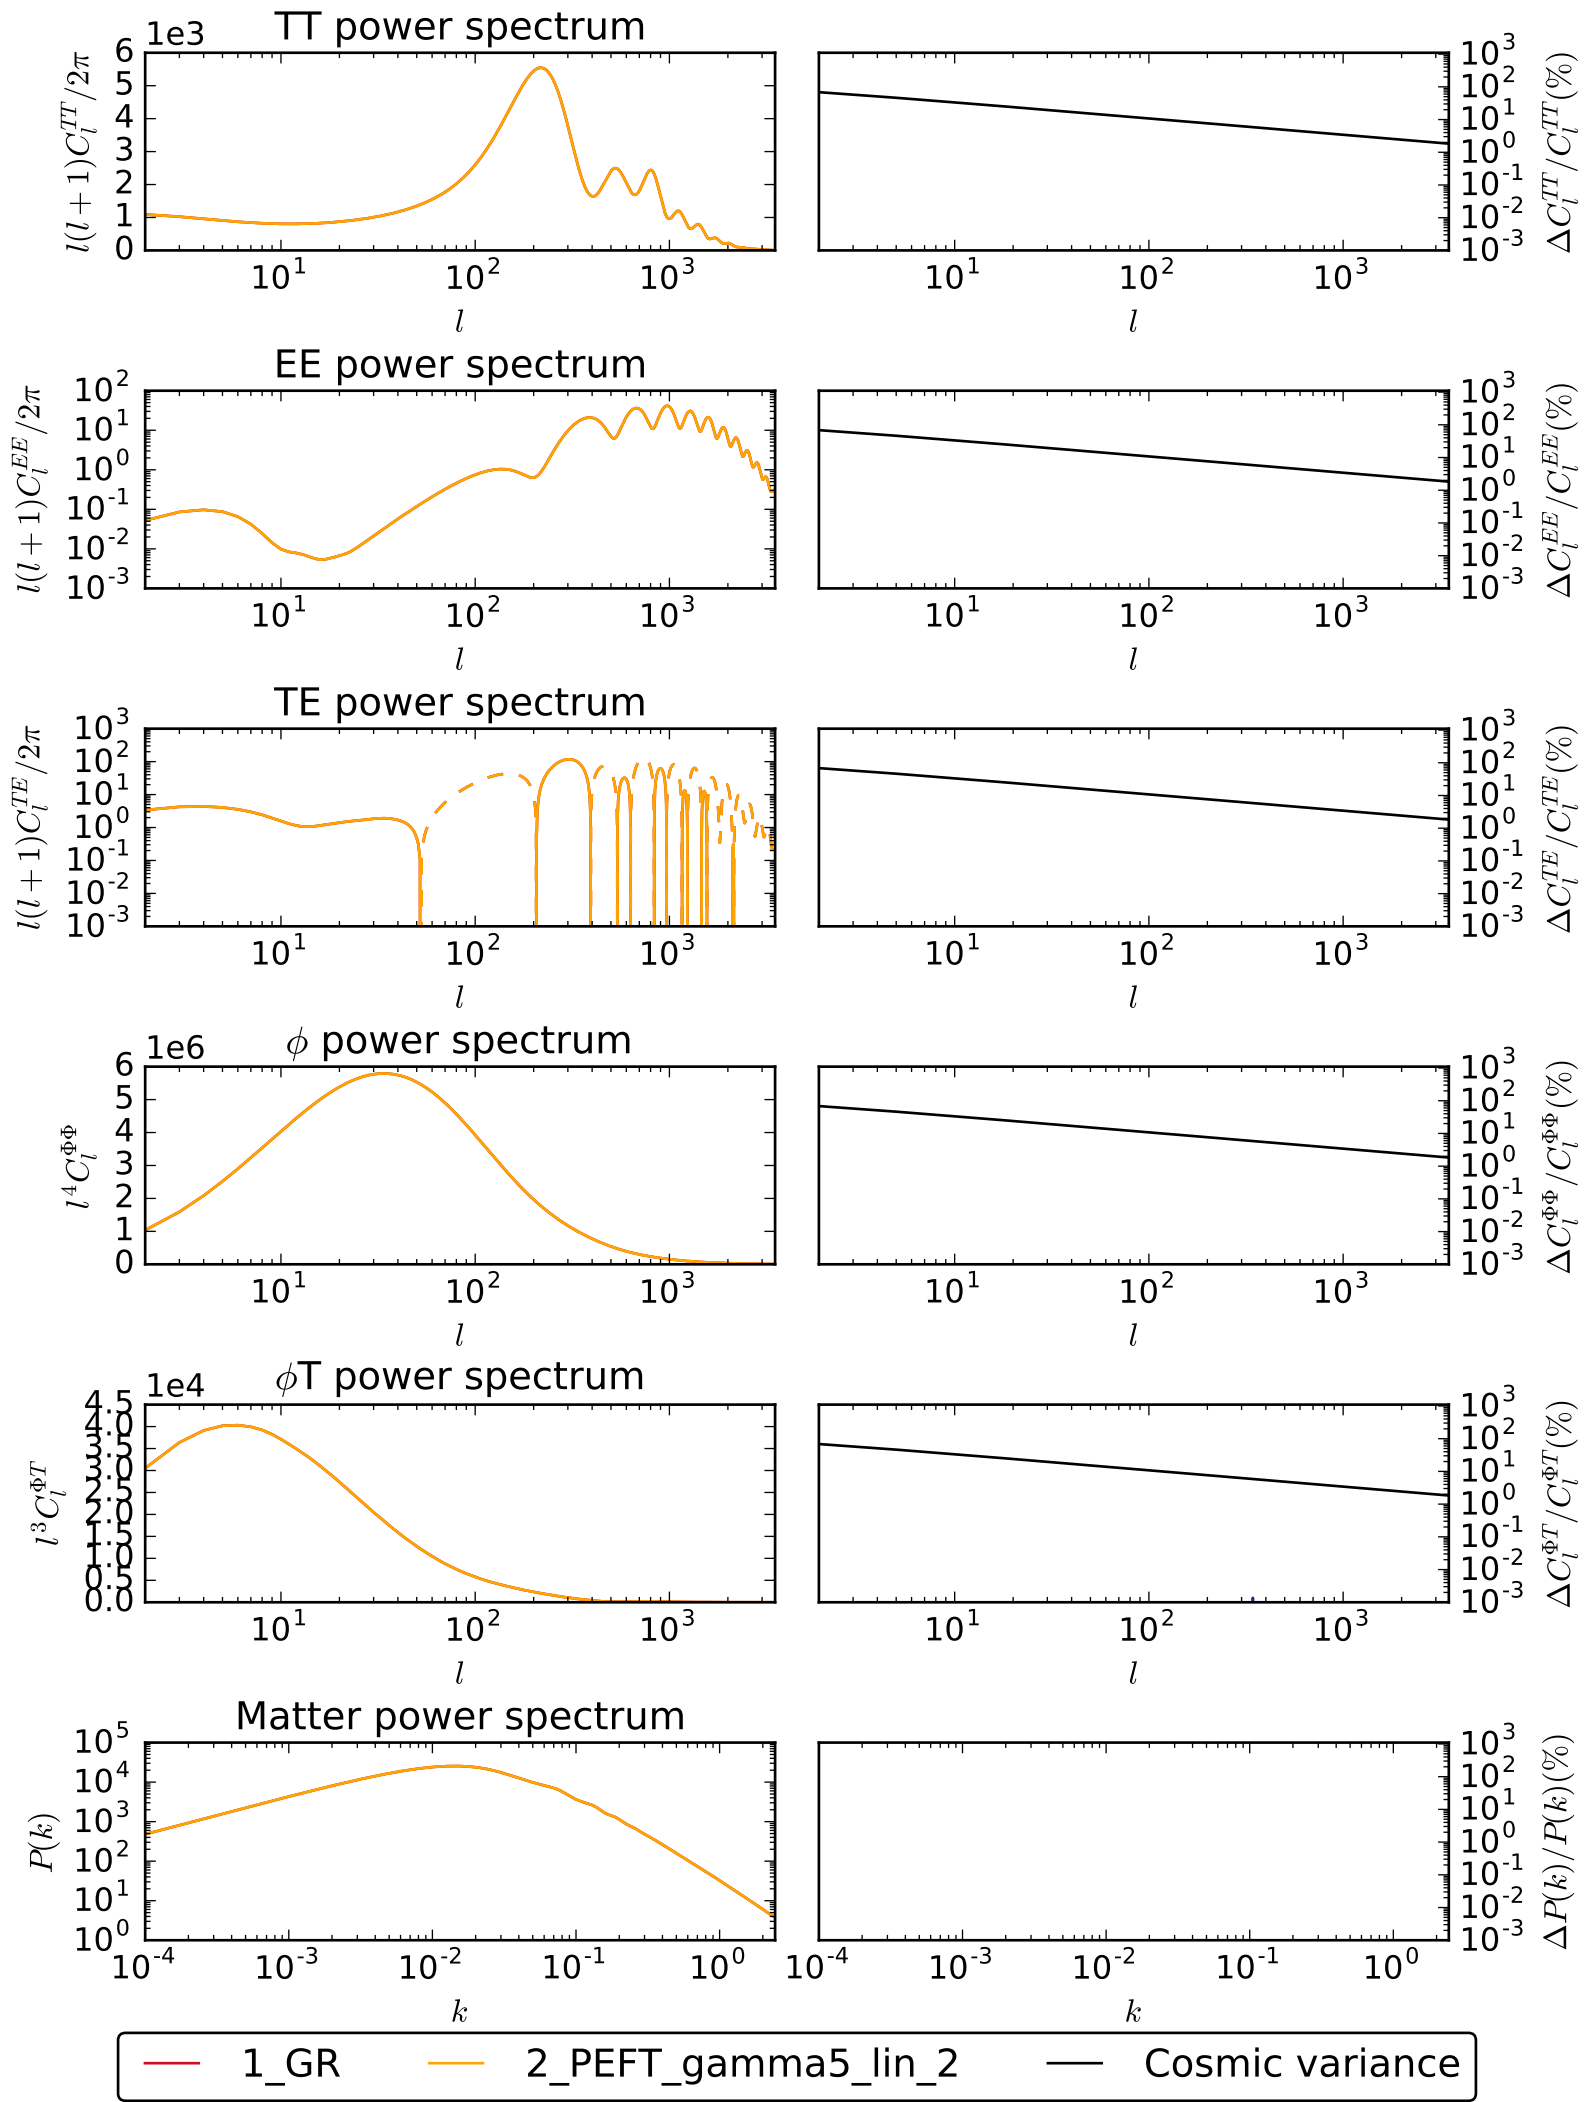 TT power spectrum
1e3
6
5
4
3
2
1
0
l(l+1)C_l^{TT}/2π
10^1 10^2 10^3
l
10^3
10^2
10^1
10^0
10^-1
10^-2
10^-3
ΔC_l^{TT}/C_l^{TT}(%)
10^1 10^2 10^3
l
EE power spectrum
10^2
10^1
10^0
10^-1
10^-2
10^-3
l(l+1)C_l^{EE}/2π
10^1 10^2 10^3
l
10^3
10^2
10^1
10^0
10^-1
10^-2
10^-3
ΔC_l^{EE}/C_l^{EE}(%)
10^1 10^2 10^3
l
TE power spectrum
10^3
10^2
10^1
10^0
10^-1
10^-2
10^-3
l(l+1)C_l^{TE}/2π
10^1 10^2 10^3
l
10^3
10^2
10^1
10^0
10^-1
10^-2
10^-3
ΔC_l^{TE}/C_l^{TE}(%)
10^1 10^2 10^3
l
ϕ power spectrum
1e6
6
5
4
3
2
1
0
l^4C_l^{ΦΦ}
10^1 10^2 10^3
l
10^3
10^2
10^1
10^0
10^-1
10^-2
10^-3
ΔC_l^{ΦΦ}/C_l^{ΦΦ}(%)
10^1 10^2 10^3
l
ϕT power spectrum
1e4
4.5
4.0
3.5
3.0
2.5
2.0
1.5
1.0
0.5
0.0
l^3C_l^{ΦT}
10^1 10^2 10^3
l
10^3
10^2
10^1
10^0
10^-1
10^-2
10^-3
ΔC_l^{ΦT}/C_l^{ΦT}(%)
10^1 10^2 10^3
l
Matter power spectrum
10^5
10^4
10^3
10^2
10^1
10^0
P(k)
10^-4 10^-3 10^-2 10^-1 10^0
k
10^3
10^2
10^1
10^0
10^-1
10^-2
10^-3
ΔP(k)/P(k)(%)
10^-4 10^-3 10^-2 10^-1 10^0
k
1_GR 2_PEFT_gamma5_lin_2 Cosmic variance